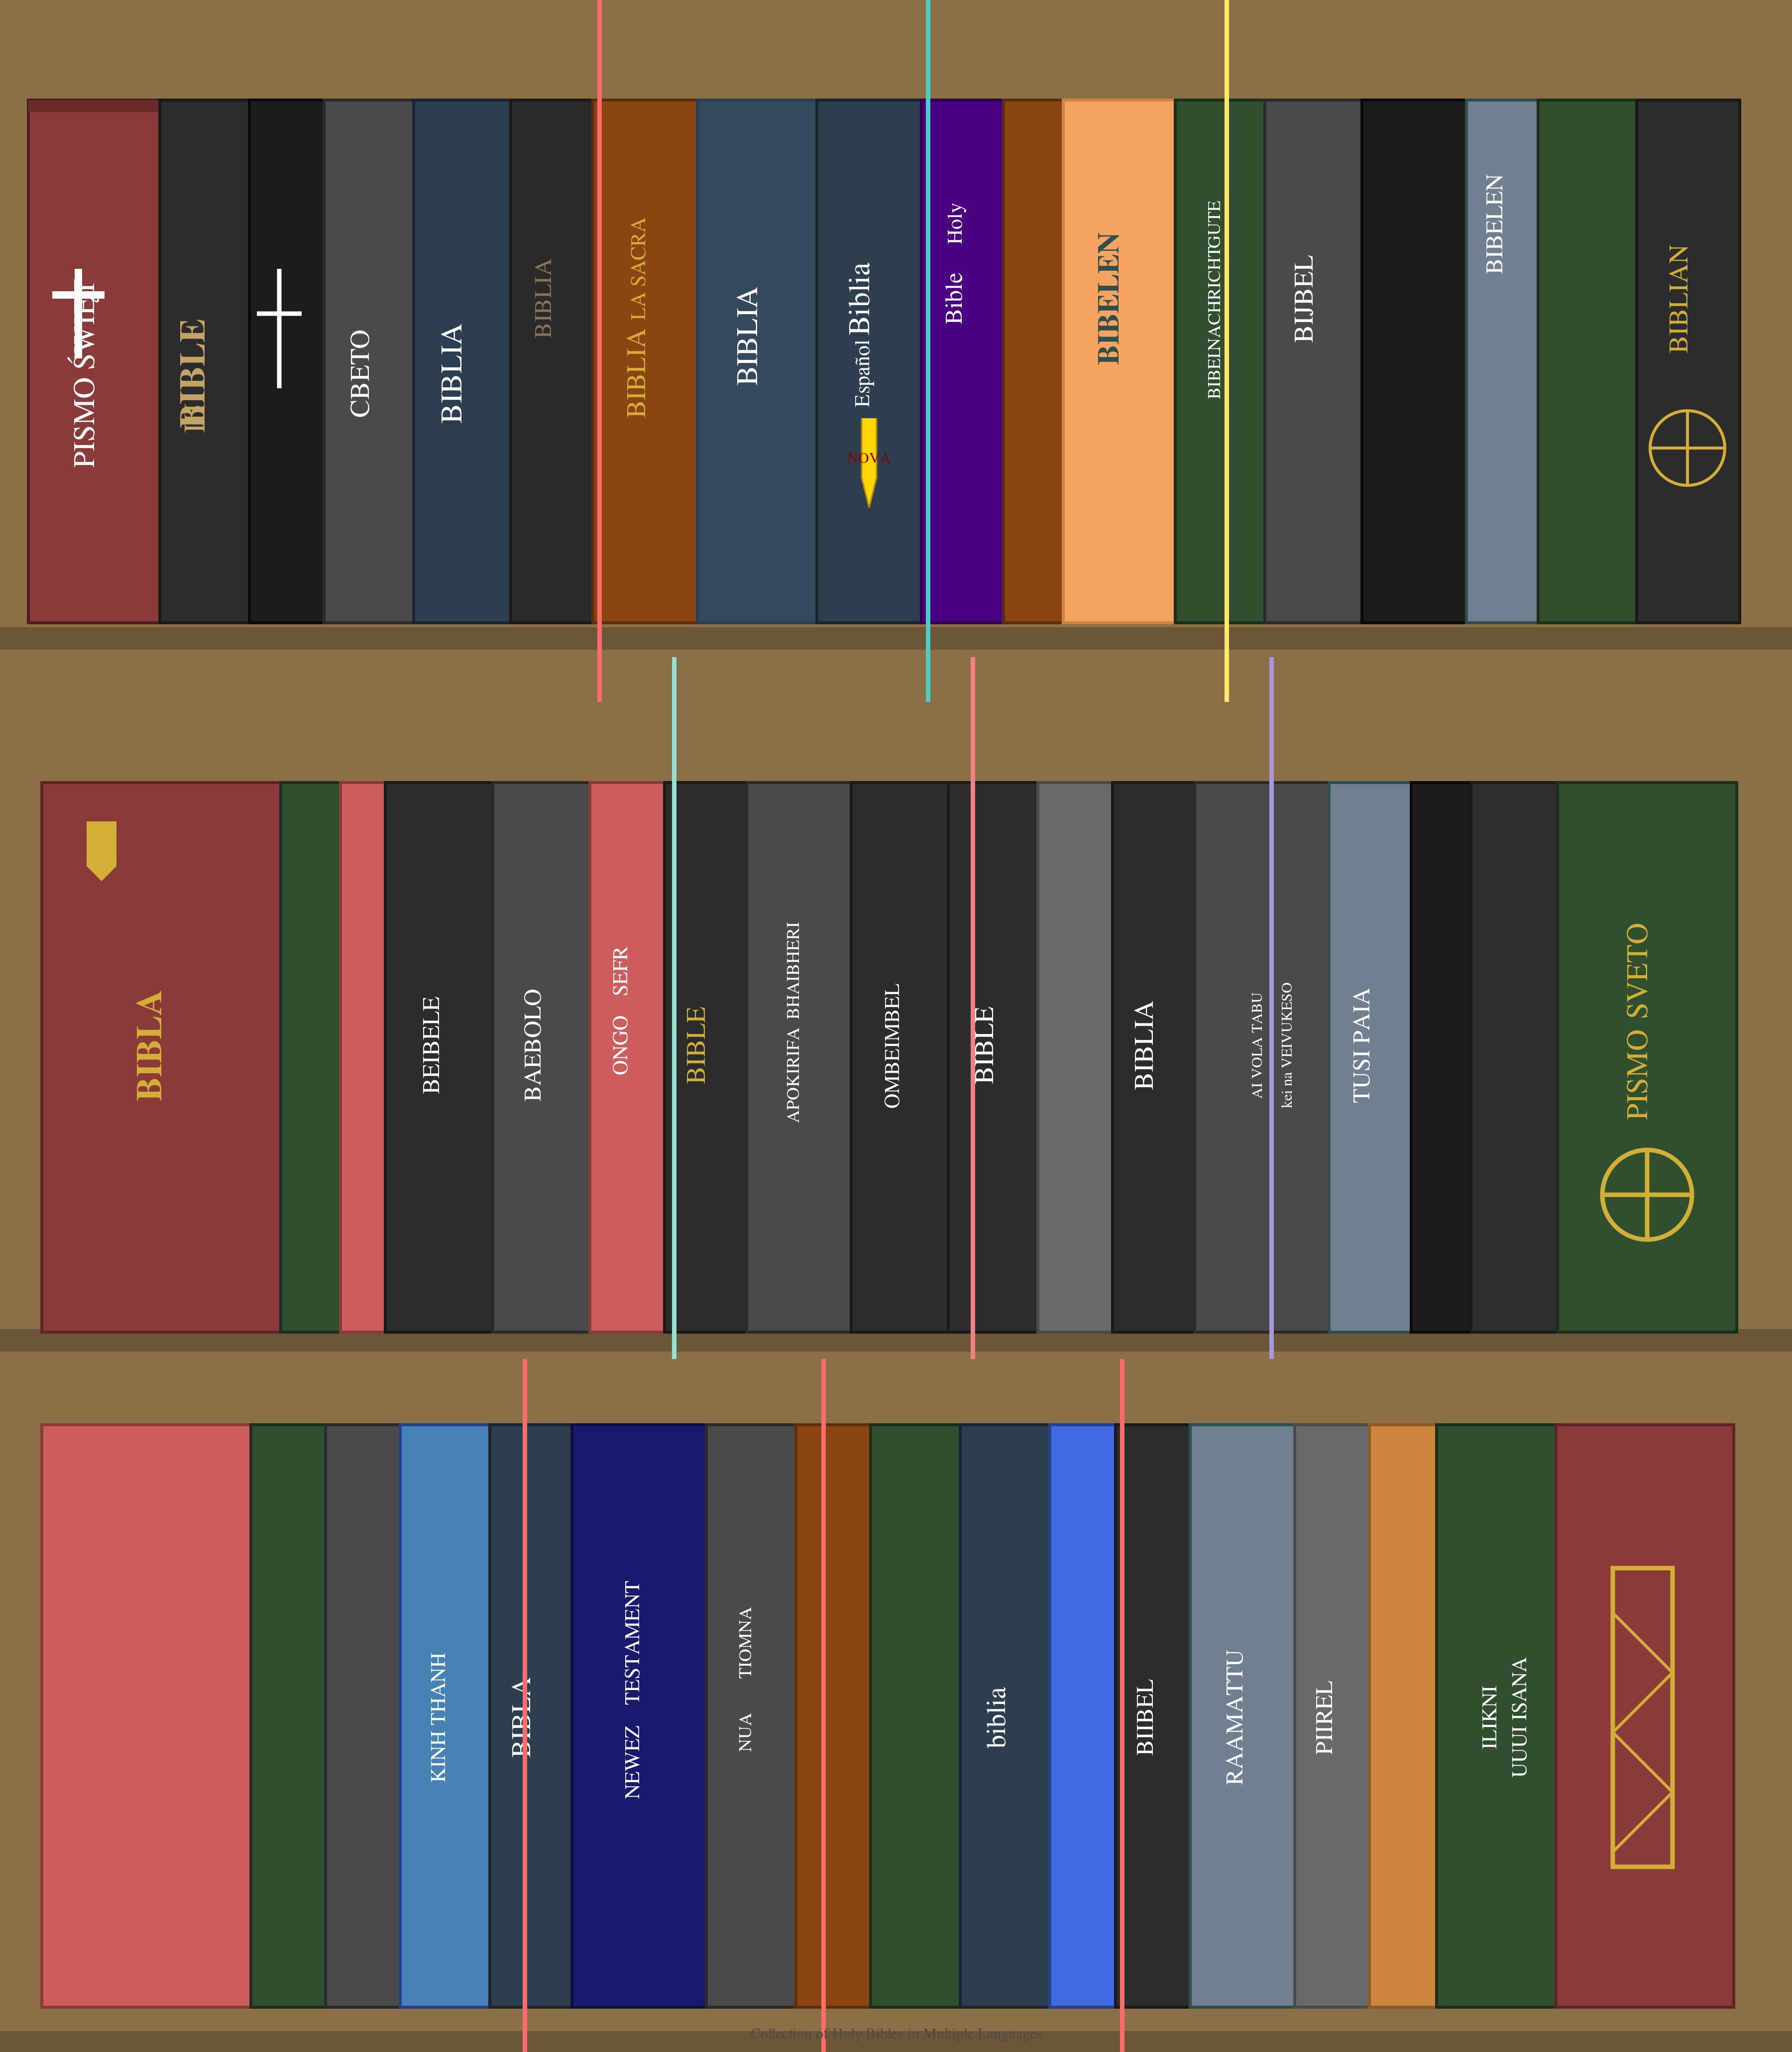 PISMO ŚWIĘT
BIBLE
CBETO
BIBLIA
BIBLIA
BIBLIA LA SACRA
BIBLIA
Español Biblia
NOVA
Bible Holy
BIBELEN
BIBELNACHRICHTGUTE
BIJBEL
BIBELEN
BIBLIAN
BIBLA
BEIBELE
BAEBOLO
ONGO SEFR
BIBLE
APOKIRIFA BHAIBHERI
OMBEIMBEL
BIBLE
BIBLIA
AI VOLA TABU
kei na VEIVUKESO
TUSI PAIA
PISMO SVETO
KINH THANH
BIBLA
NEWEZ TESTAMENT
NUA TIOMNA
biblia
BIIBEL
RAAMATTU
PIIREL
ILIKNI
UUUI ISANA
Collection of Holy Bibles in Multiple Languages